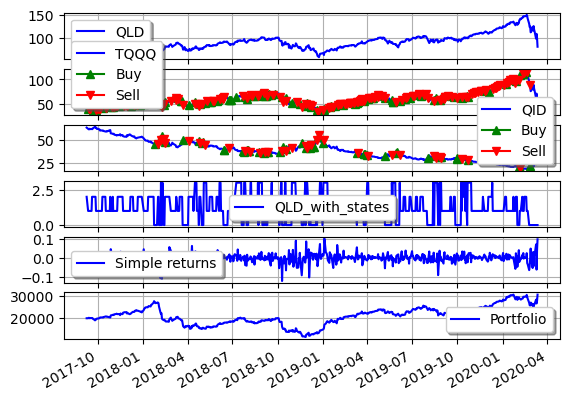 150
100
QLD
100
50
TQQQ
Buy
Sell
50
25
QID
Buy
Sell
2.5
0.0
QLD_with_states
0.1
0.0
−0.1
Simple returns
30000
20000
Portfolio
2017-10
2018-01
2018-04
2018-07
2018-10
2019-01
2019-04
2019-07
2019-10
2020-01
2020-04